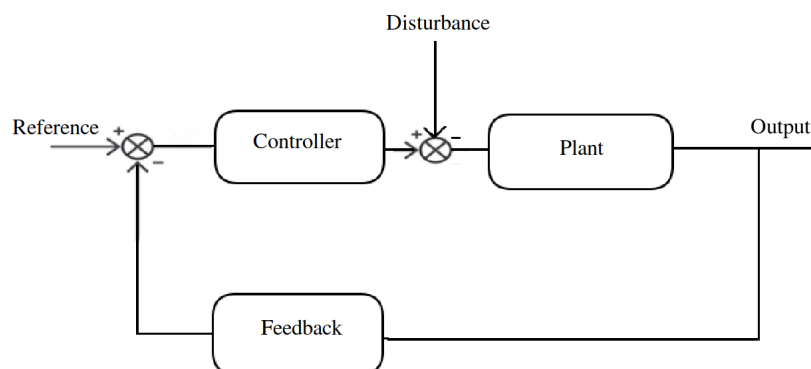 Disturbance
Reference
+
−
Controller
+
−
Plant
Output
Feedback